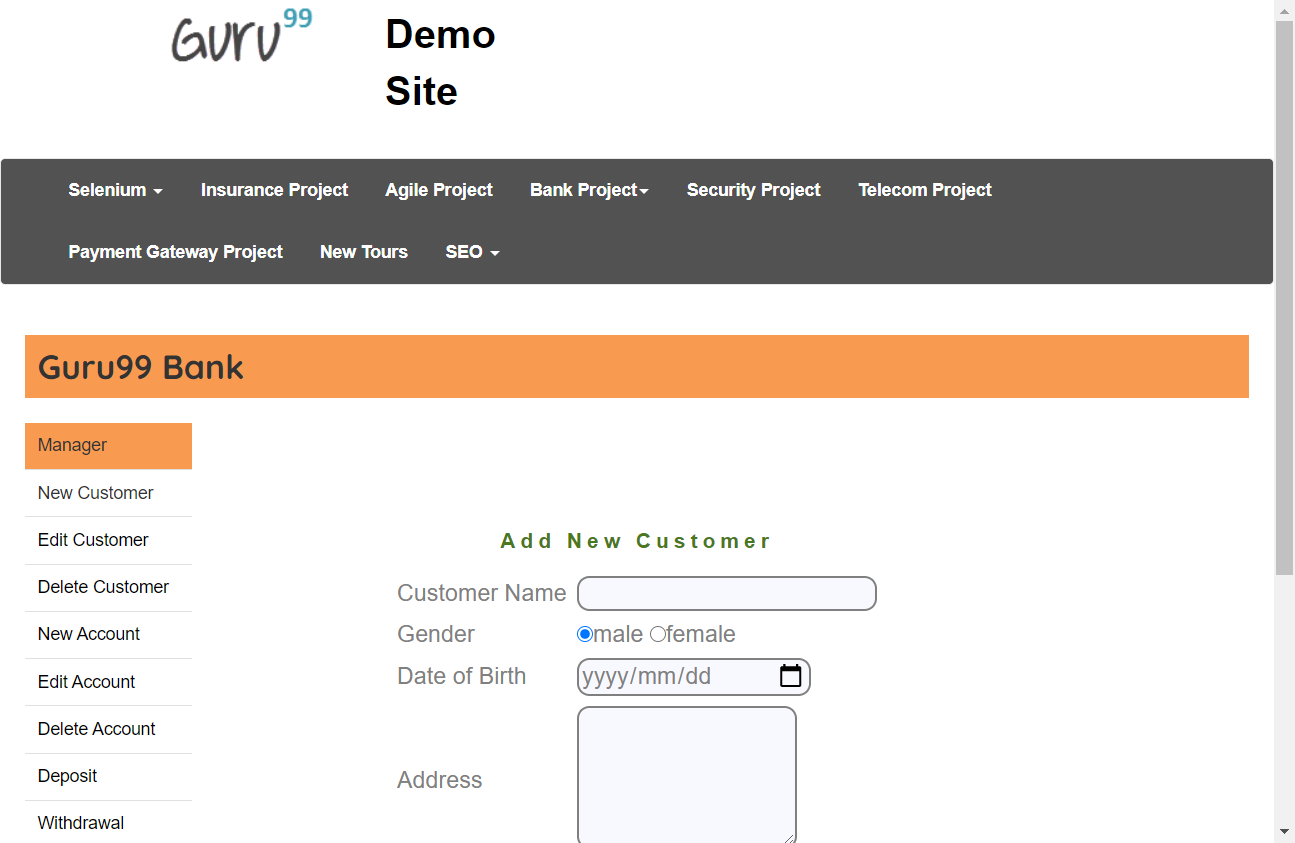 Guru99
Demo
Site
Selenium Insurance Project Agile Project Bank Project Security Project Telecom Project
Payment Gateway Project New Tours SEO
Guru99 Bank
Manager
New Customer
Edit Customer
Delete Customer
New Account
Edit Account
Delete Account
Deposit
Withdrawal
Add New Customer
Customer Name
Gender male female
Date of Birth yyyy/mm/dd
Address